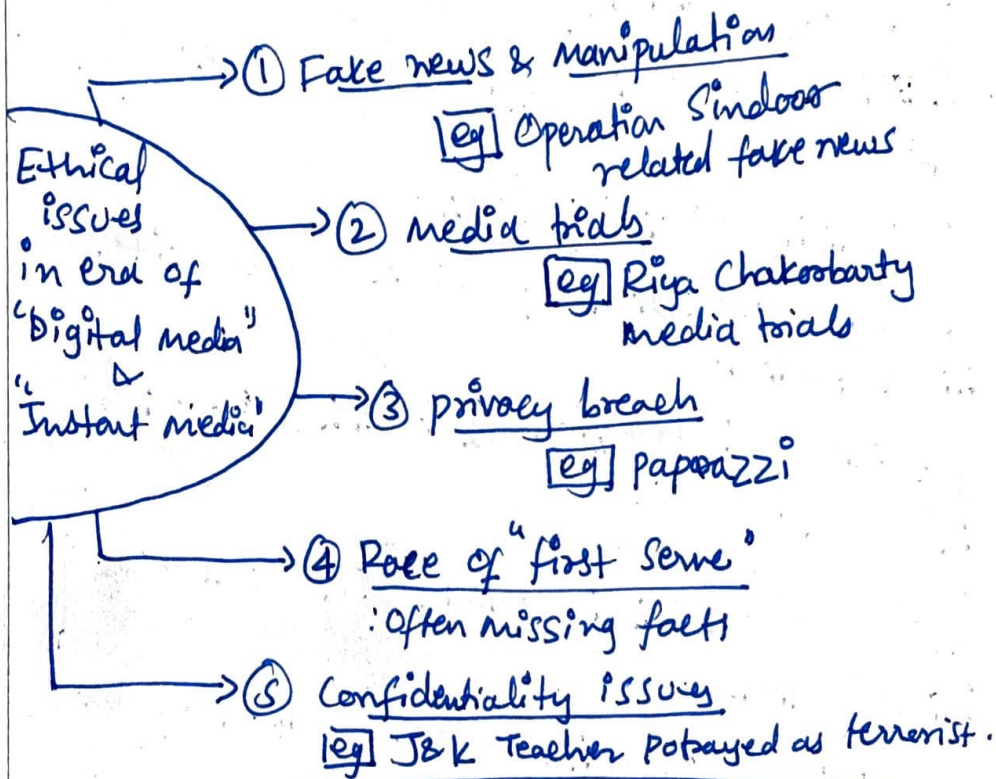 Ethical
issues
in era of
"Digital media"
&
"Instant media"
① Fake news & Manipulation
eg Operation Sindoor
related fake news
② Media trials
eg Riya Chakroobarty
media trials
③ privacy breach
eg paparazzi
④ Race of "first serve"
: Often missing facts
⑤ Confidentiality issues
eg J&K Teacher potrayed as terrorist.